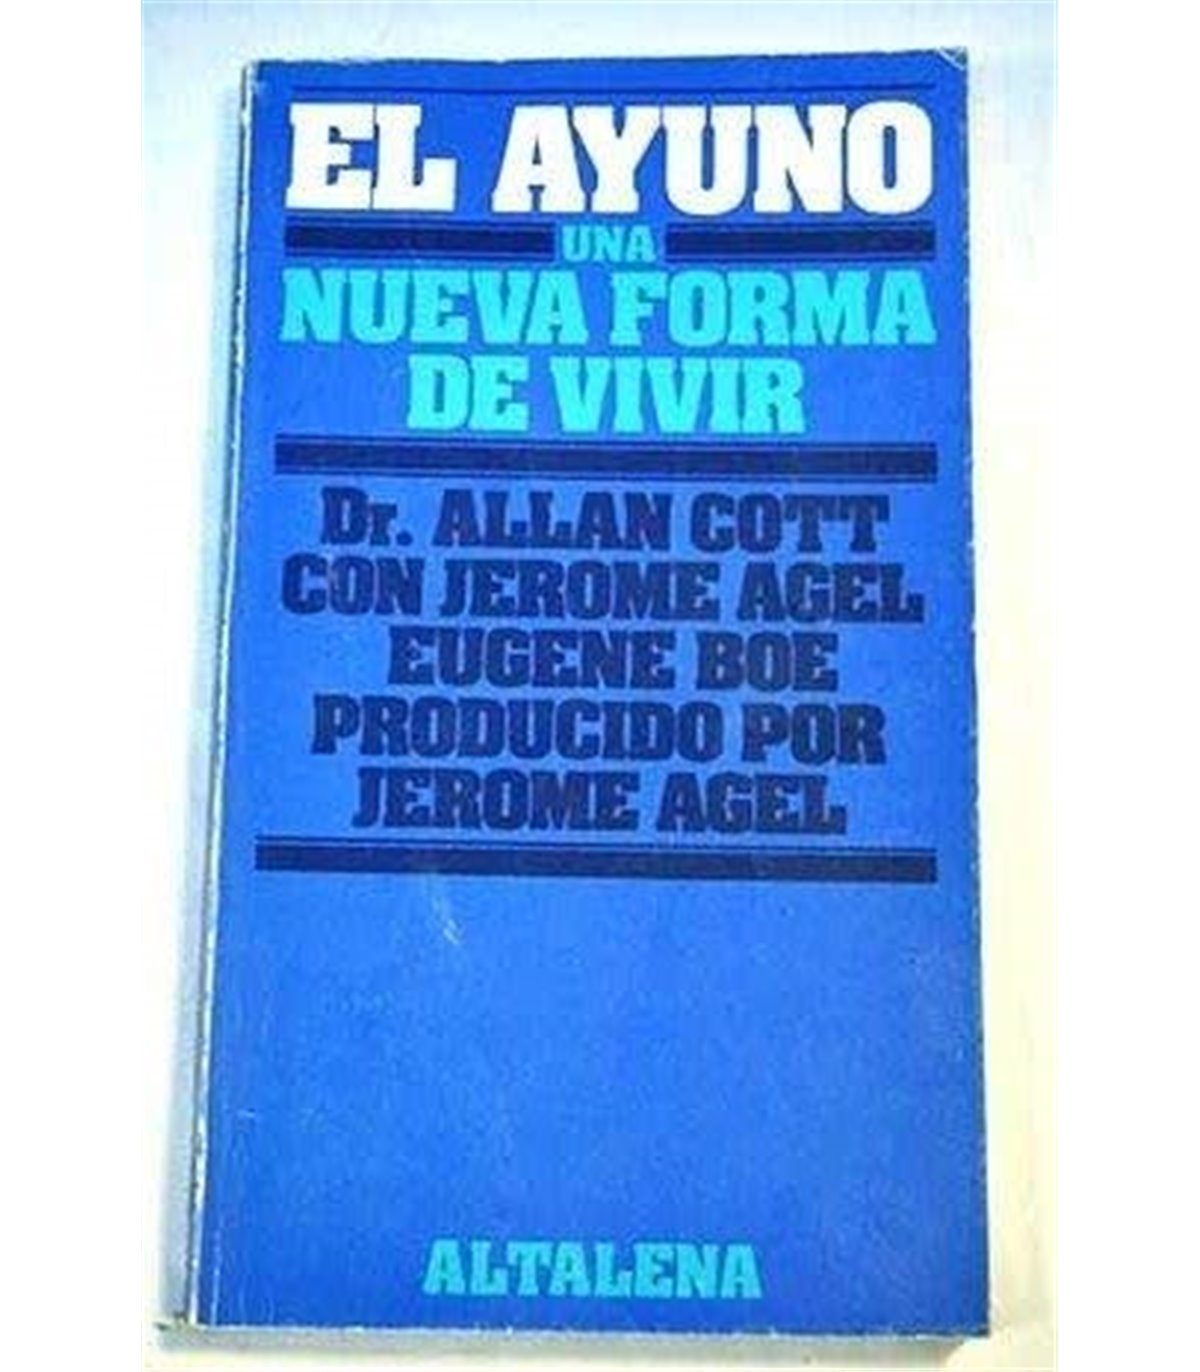 EL AYUNO
UNA
NUEVA FORMA
DE VIVIR
Dr. ALLAN COTT
CON JEROME AGEL
EUGENE BOE
PRODUCIDO POR
JEROME AGEL
ALTALENA